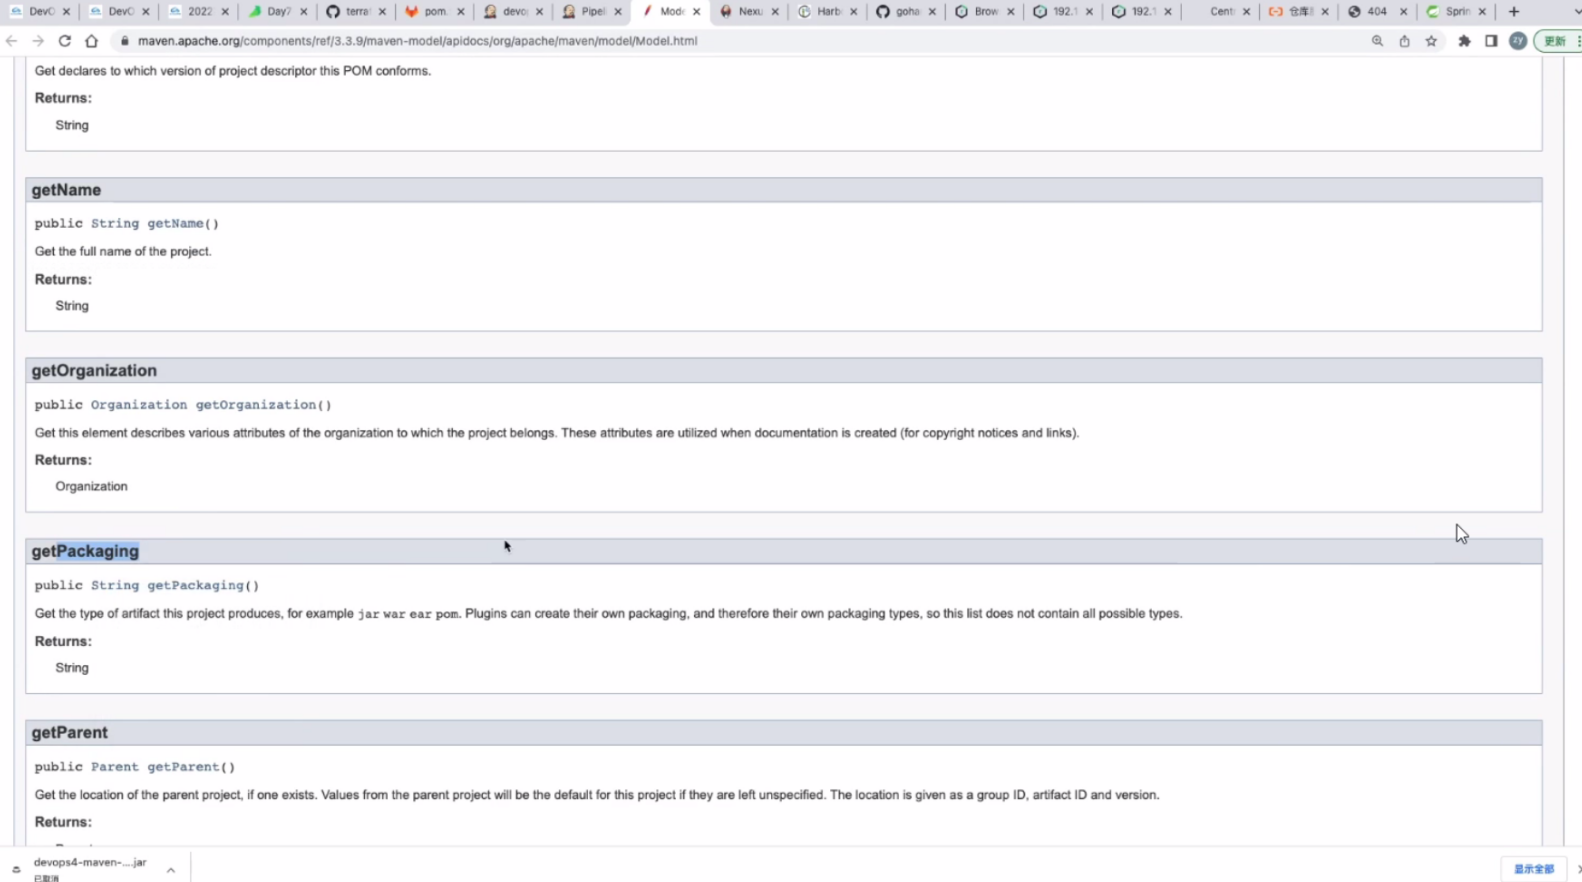 DevO
DevO
2022
Day7
terra
pom.
devo
Pipel
Mode
Nexu
Harb
goha
Brow
192.1
192.1
Cent
404
Sprin
maven.apache.org/components/ref/3.3.9/maven-model/apidocs/org/apache/maven/model/Model.html
zy
更新
Get declares to which version of project descriptor this POM conforms.
Returns:
String
getName
public String getName()
Get the full name of the project.
Returns:
String
getOrganization
public Organization getOrganization()
Get this element describes various attributes of the organization to which the project belongs. These attributes are utilized when documentation is created (for copyright notices and links).
Returns:
Organization
getPackaging
public String getPackaging()
Get the type of artifact this project produces, for example jar war ear pom. Plugins can create their own packaging, and therefore their own packaging types, so this list does not contain all possible types.
Returns:
String
getParent
public Parent getParent()
Get the location of the parent project, if one exists. Values from the parent project will be the default for this project if they are left unspecified. The location is given as a group ID, artifact ID and version.
Returns:
devops4-maven-....jar
已取消
显示全部